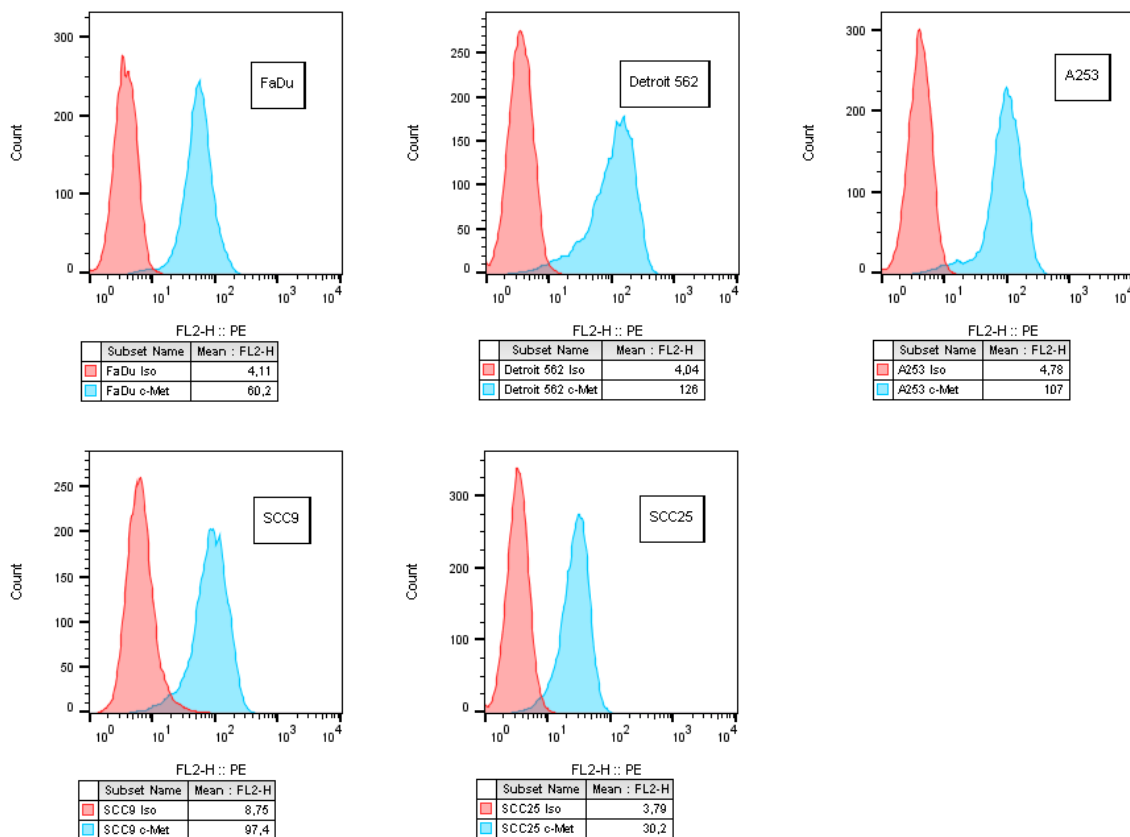 FaDu
Count
300
200
100
0
10^0 10^1 10^2 10^3 10^4
FL2-H :: PE
Subset Name Mean : FL2-H
FaDu Iso 4,11
FaDu c-Met 60,2
Detroit 562
Count
250
200
150
100
50
0
10^0 10^1 10^2 10^3 10^4
FL2-H :: PE
Subset Name Mean : FL2-H
Detroit 562 Iso 4,04
Detroit 562 c-Met 126
A253
Count
300
200
100
0
10^0 10^1 10^2 10^3 10^4
FL2-H :: PE
Subset Name Mean : FL2-H
A253 Iso 4,78
A253 c-Met 107
SCC9
Count
250
200
150
100
50
0
10^0 10^1 10^2 10^3 10^4
FL2-H :: PE
Subset Name Mean : FL2-H
SCC9 Iso 8,75
SCC9 c-Met 97,4
SCC25
Count
300
200
100
0
10^0 10^1 10^2 10^3 10^4
FL2-H :: PE
Subset Name Mean : FL2-H
SCC25 Iso 3,79
SCC25 c-Met 30,2